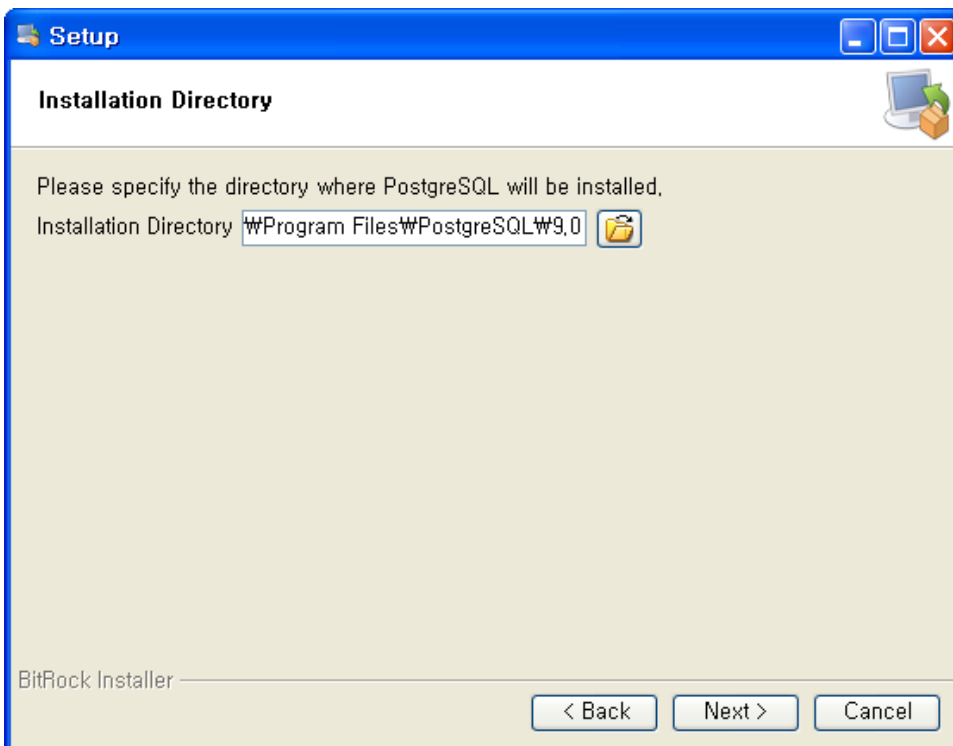 Setup
Installation Directory
Please specify the directory where PostgreSQL will be installed.
Installation Directory ₩Program Files₩PostgreSQL₩9.0
BitRock Installer
< Back Next > Cancel